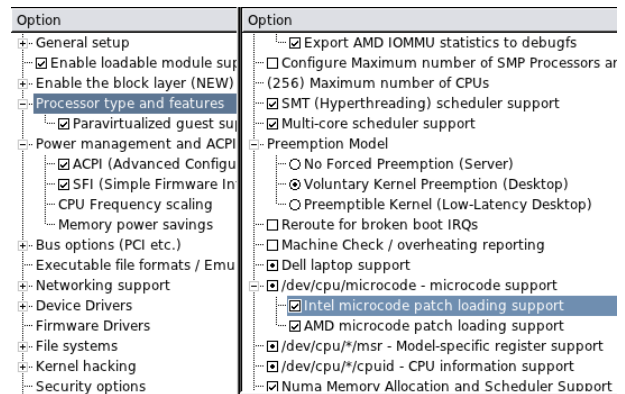 Option
General setup
Enable loadable module sup
Enable the block layer (NEW)
Processor type and features
Paravirtualized guest sup
Power management and ACPI
ACPI (Advanced Configu
SFI (Simple Firmware In
CPU Frequency scaling
Memory power savings
Bus options (PCI etc.)
Executable file formats / Emu
Networking support
Device Drivers
Firmware Drivers
File systems
Kernel hacking
Security options
Option
Export AMD IOMMU statistics to debugfs
Configure Maximum number of SMP Processors an
(256) Maximum number of CPUs
SMT (Hyperthreading) scheduler support
Multi-core scheduler support
Preemption Model
No Forced Preemption (Server)
Voluntary Kernel Preemption (Desktop)
Preemptible Kernel (Low-Latency Desktop)
Reroute for broken boot IRQs
Machine Check / overheating reporting
Dell laptop support
/dev/cpu/microcode - microcode support
Intel microcode patch loading support
AMD microcode patch loading support
/dev/cpu/*/msr - Model-specific register support
/dev/cpu/*/cpuid - CPU information support
Numa Memory Allocation and Scheduler Support